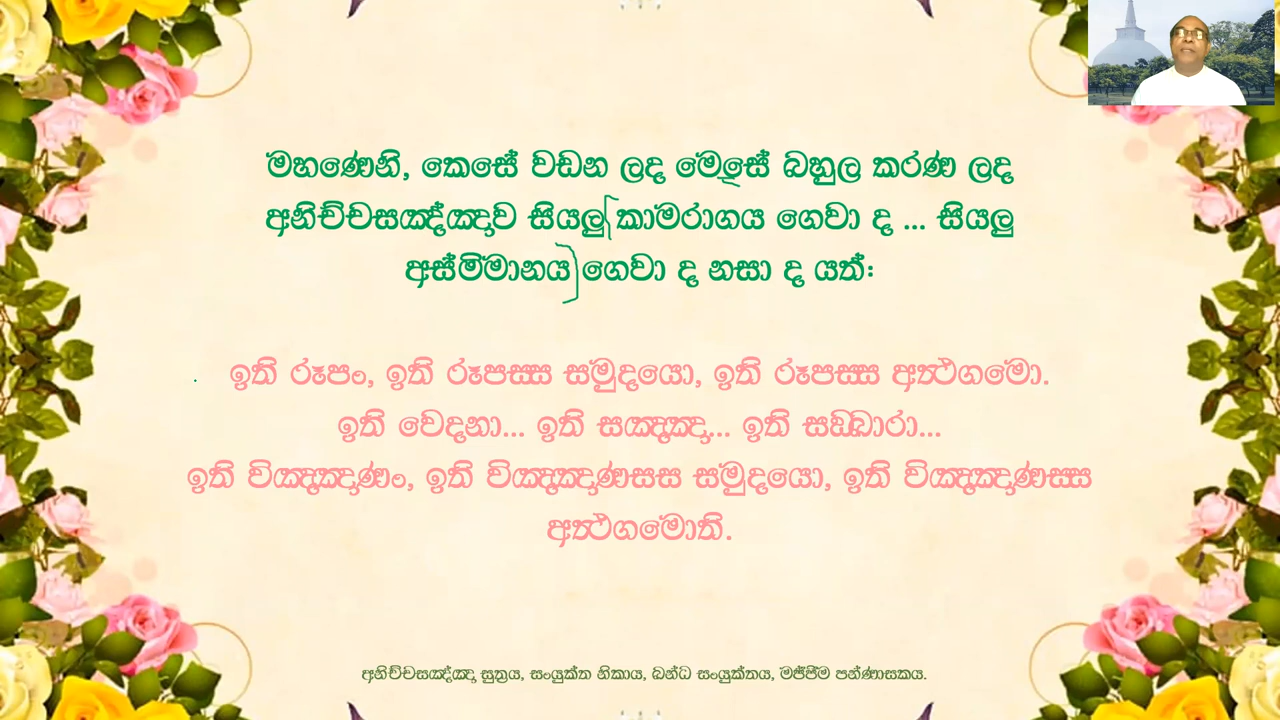 මහණෙනි, කෙසේ වඩන ලද මෙසේ බහුල කරණ ලද
අනිච්චසඤ්ඤාව සියලු කාමරාගය ගෙවා ද ... සියලු
අස්මිමානය ගෙවා ද නසා ද යත්:
ඉති රූපං, ඉති රූපස්ස සමුදයො, ඉති රූපස්ස අත්‍ථගමො.
ඉති වෙදනා... ඉති සඤ්ඤා... ඉති සඞ්ඛාරා...
ඉති විඤ්ඤාණං, ඉති විඤ්ඤාණසස සමුදයො, ඉති විඤ්ඤාණස්ස
අත්‍ථගමොති.
අනිච්චසඤ්ඤා සුත්‍රය, සංයුක්ත නිකාය, ඛන්ධ සංයුක්තය, මජ්ඣිම පන්ණාසකය.